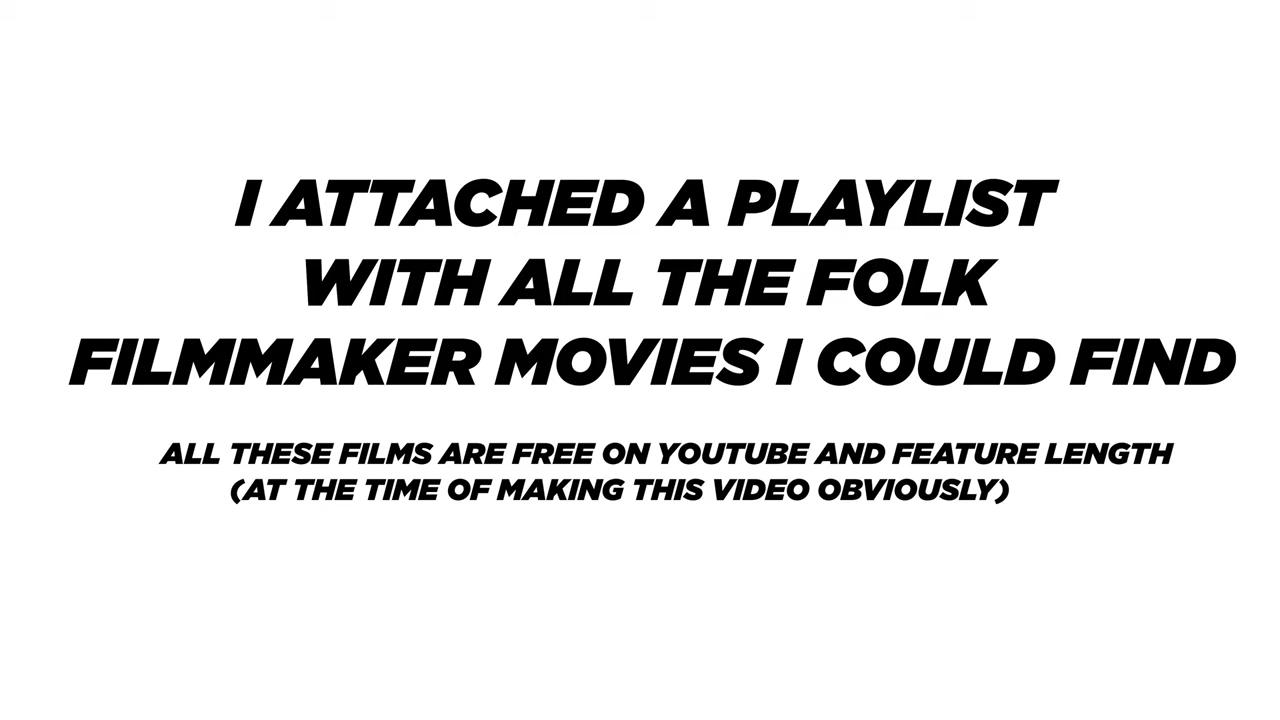 I ATTACHED A PLAYLIST
WITH ALL THE FOLK
FILMMAKER MOVIES I COULD FIND
ALL THESE FILMS ARE FREE ON YOUTUBE AND FEATURE LENGTH
(AT THE TIME OF MAKING THIS VIDEO OBVIOUSLY)